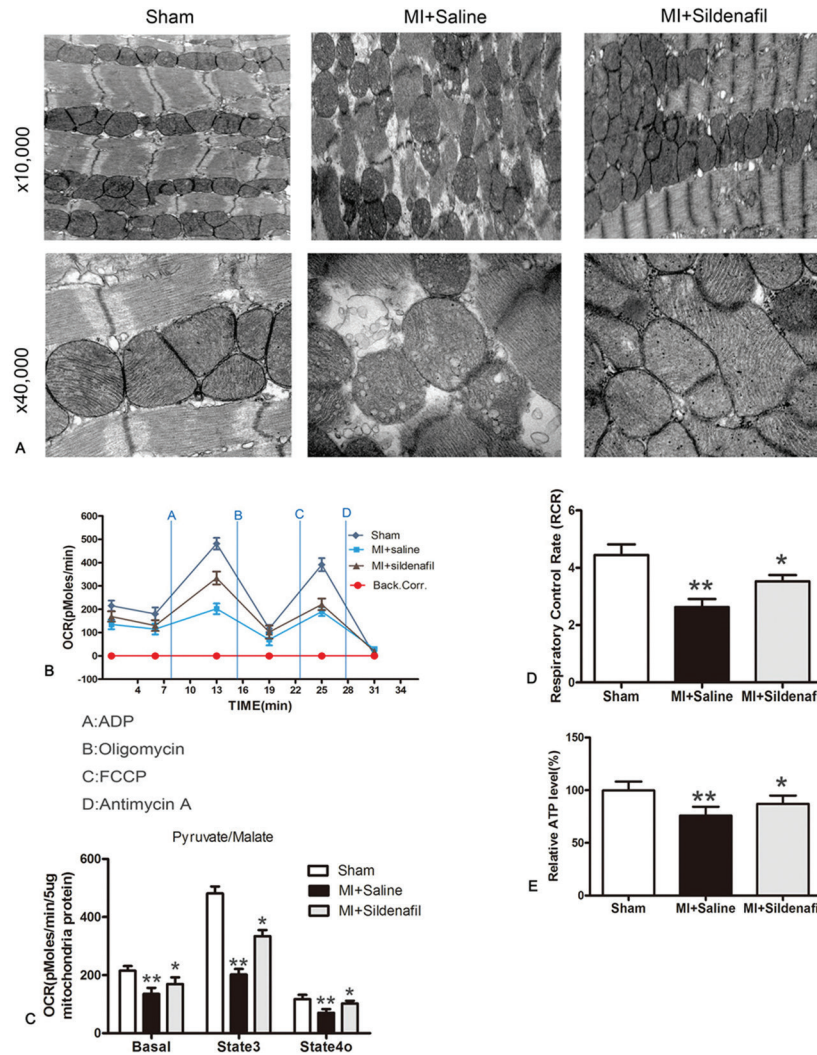 Sham MI+Saline MI+Sildenafil
x10,000
x40,000
A
OCR(pMoles/min)
600
500
400
300
200
100
0
-100
A B C D
Sham
MI+saline
MI+sildenafil
Back.Corr.
4 7 13 16 19 22 25 28 31 34
TIME(min)
B
A:ADP
B:Oligomycin
C:FCCP
D:Antimycin A
Pyruvate/Malate
OCR(pMoles/min/5ug
mitochondria protein)
600
400
200
0
Sham
MI+Saline
MI+Sildenafil
** *
** *
** *
Basal State3 State4o
C
Respiratory Control Rate (RCR)
6
4
2
0
** *
Sham MI+Saline MI+Sildenafil
D
Relative ATP level(%)
150
100
50
0
** *
Sham MI+Saline MI+Sildenafil
E